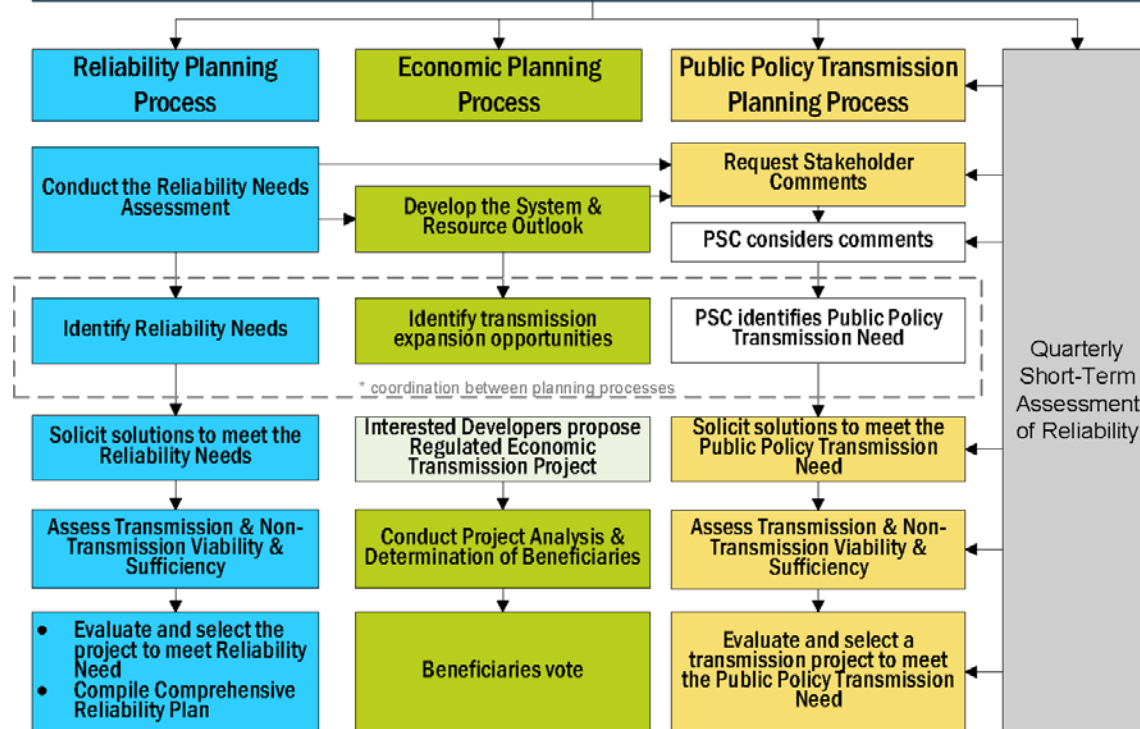 Reliability Planning
Process
Economic Planning
Process
Public Policy Transmission
Planning Process
Conduct the Reliability Needs
Assessment
Develop the System &
Resource Outlook
Request Stakeholder
Comments
PSC considers comments
Identify Reliability Needs
Identify transmission
expansion opportunities
PSC identifies Public Policy
Transmission Need
* coordination between planning processes
Quarterly
Short-Term
Assessment
of Reliability
Solicit solutions to meet the
Reliability Needs
Interested Developers propose
Regulated Economic
Transmission Project
Solicit solutions to meet the
Public Policy Transmission
Need
Assess Transmission & Non-
Transmission Viability &
Sufficiency
Conduct Project Analysis &
Determination of Beneficiaries
Assess Transmission & Non-
Transmission Viability &
Sufficiency
• Evaluate and select the
project to meet Reliability
Need
• Compile Comprehensive
Reliability Plan
Beneficiaries vote
Evaluate and select a
transmission project to meet
the Public Policy Transmission
Need